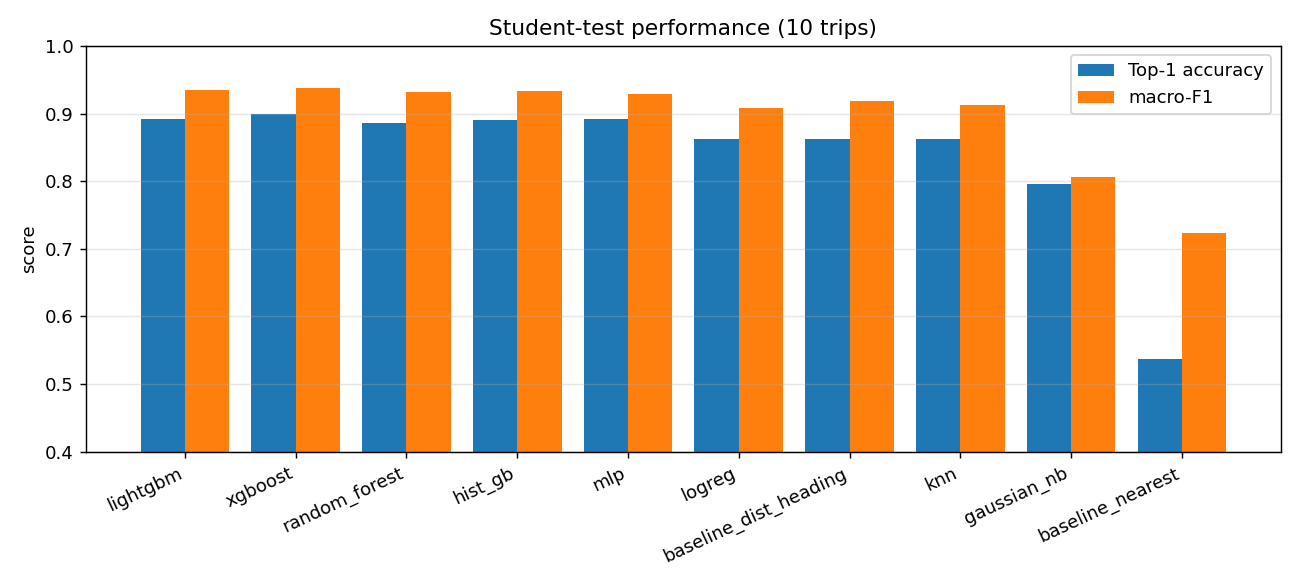 Student-test performance (10 trips)
Top-1 accuracy
macro-F1
score
1.0
0.9
0.8
0.7
0.6
0.5
0.4
lightgbm
xgboost
random_forest
hist_gb
mlp
logreg
baseline_dist_heading
knn
gaussian_nb
baseline_nearest